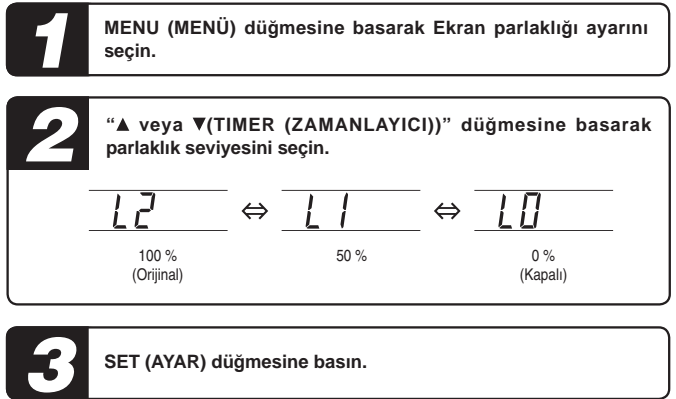 1
MENU (MENÜ) düğmesine basarak Ekran parlaklığı ayarını
seçin.
2
“▲ veya ▼(TIMER (ZAMANLAYICI))” düğmesine basarak
parlaklık seviyesini seçin.
L2 ⇔ L1 ⇔ L0
100 % 50 % 0 %
(Orijinal) (Kapalı)
3
SET (AYAR) düğmesine basın.